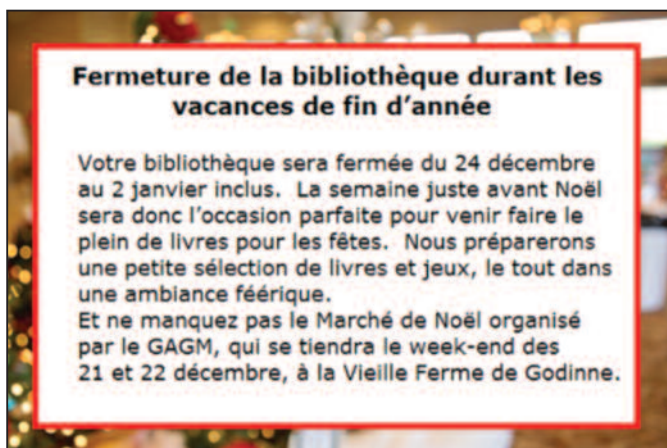 Fermeture de la bibliothèque durant les
vacances de fin d’année
Votre bibliothèque sera fermée du 24 décembre
au 2 janvier inclus.  La semaine juste avant Noël
sera donc l’occasion parfaite pour venir faire le
plein de livres pour les fêtes.  Nous préparerons
une petite sélection de livres et jeux, le tout dans
une ambiance féérique.
Et ne manquez pas le Marché de Noël organisé
par le GAGM, qui se tiendra le week-end des
21 et 22 décembre, à la Vieille Ferme de Godinne.